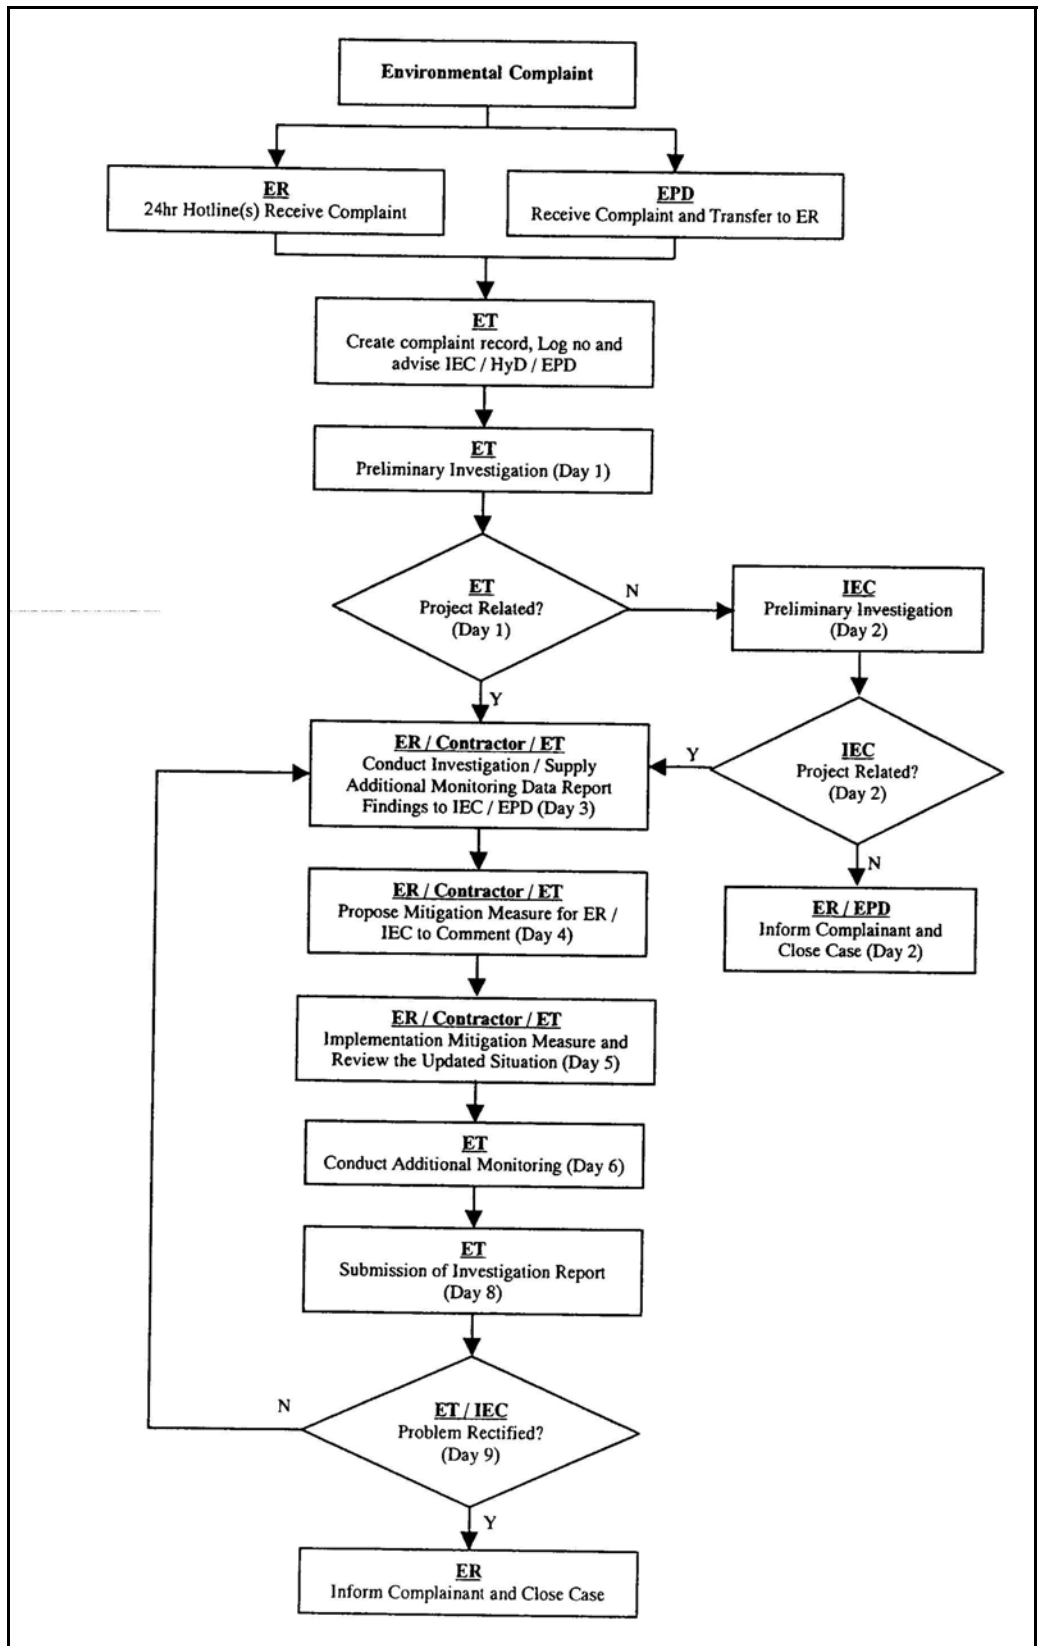 Environmental Complaint
ER
24hr Hotline(s) Receive Complaint
EPD
Receive Complaint and Transfer to ER
ET
Create complaint record, Log no and
advise IEC / HyD / EPD
ET
Preliminary Investigation (Day 1)
ET
Project Related?
(Day 1)
N
IEC
Preliminary Investigation
(Day 2)
Y
ER / Contractor / ET
Conduct Investigation / Supply
Additional Monitoring Data Report
Findings to IEC / EPD (Day 3)
Y
IEC
Project Related?
(Day 2)
N
ER / EPD
Inform Complainant and
Close Case (Day 2)
ER / Contractor / ET
Propose Mitigation Measure for ER /
IEC to Comment (Day 4)
ER / Contractor / ET
Implementation Mitigation Measure and
Review the Updated Situation (Day 5)
ET
Conduct Additional Monitoring (Day 6)
ET
Submission of Investigation Report
(Day 8)
N
ET / IEC
Problem Rectified?
(Day 9)
Y
ER
Inform Complainant and Close Case